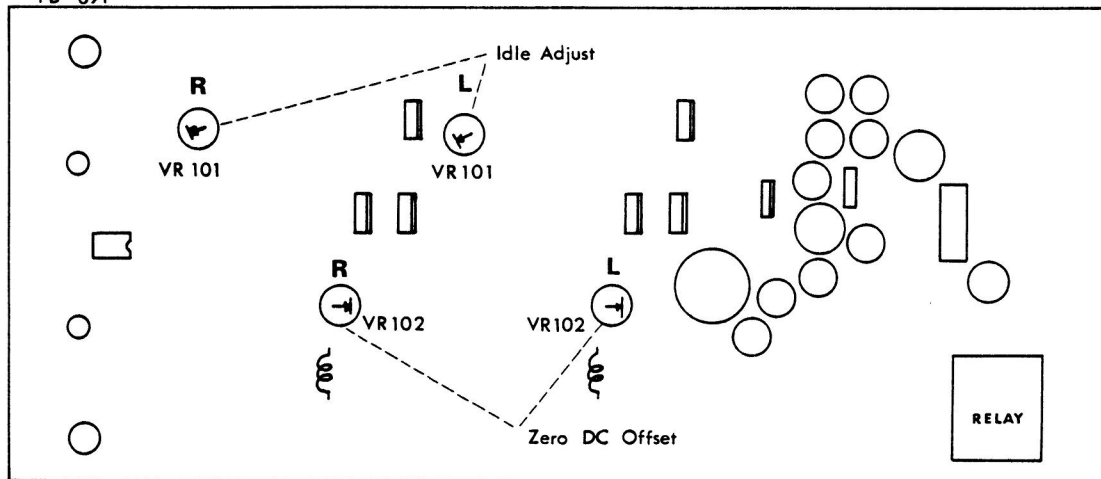 Idle Adjust
R
L
VR 101
VR 101
R
L
VR 102
VR 102
Zero DC Offset
RELAY